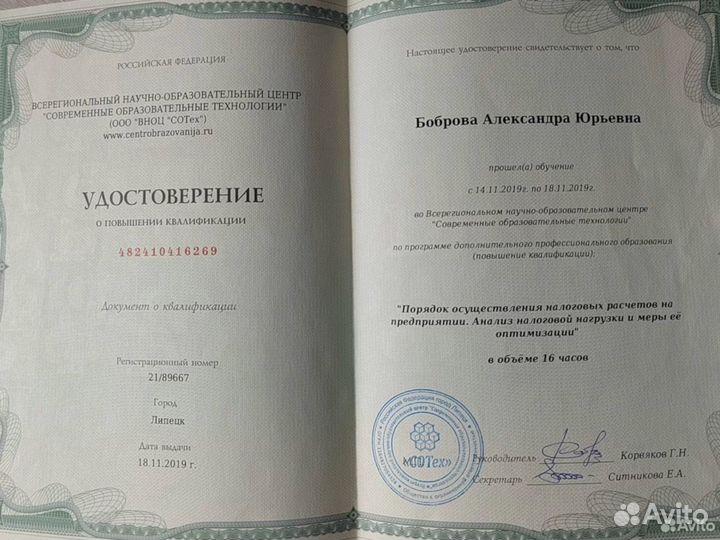 РОССИЙСКАЯ ФЕДЕРАЦИЯ
ВСЕРЕГИОНАЛЬНЫЙ НАУЧНО-ОБРАЗОВАТЕЛЬНЫЙ ЦЕНТР
"СОВРЕМЕННЫЕ ОБРАЗОВАТЕЛЬНЫЕ ТЕХНОЛОГИИ"
(ООО "ВНОЦ "СОТех")
www.centrobrazovanija.ru
УДОСТОВЕРЕНИЕ
О ПОВЫШЕНИИ КВАЛИФИКАЦИИ
482410416269
Документ о квалификации
Регистрационный номер
21/89667
Город
Липецк
Дата выдачи
18.11.2019 г.
Настоящее удостоверение свидетельствует о том, что
Боброва Александра Юрьевна
прошел(а) обучение
с 14.11.2019г. по 18.11.2019г.
во Всерегиональном научно-образовательном центре
"Современные образовательные технологии"
по программе дополнительного профессионального образования
(повышение квалификации):
"Порядок осуществления налоговых расчетов на
предприятии. Анализ налоговой нагрузки и меры её
оптимизации"
в объёме 16 часов
«СОТех»
Руководитель Корвяков Г.Н.
Секретарь Ситникова Е.А.
Avito
Avito